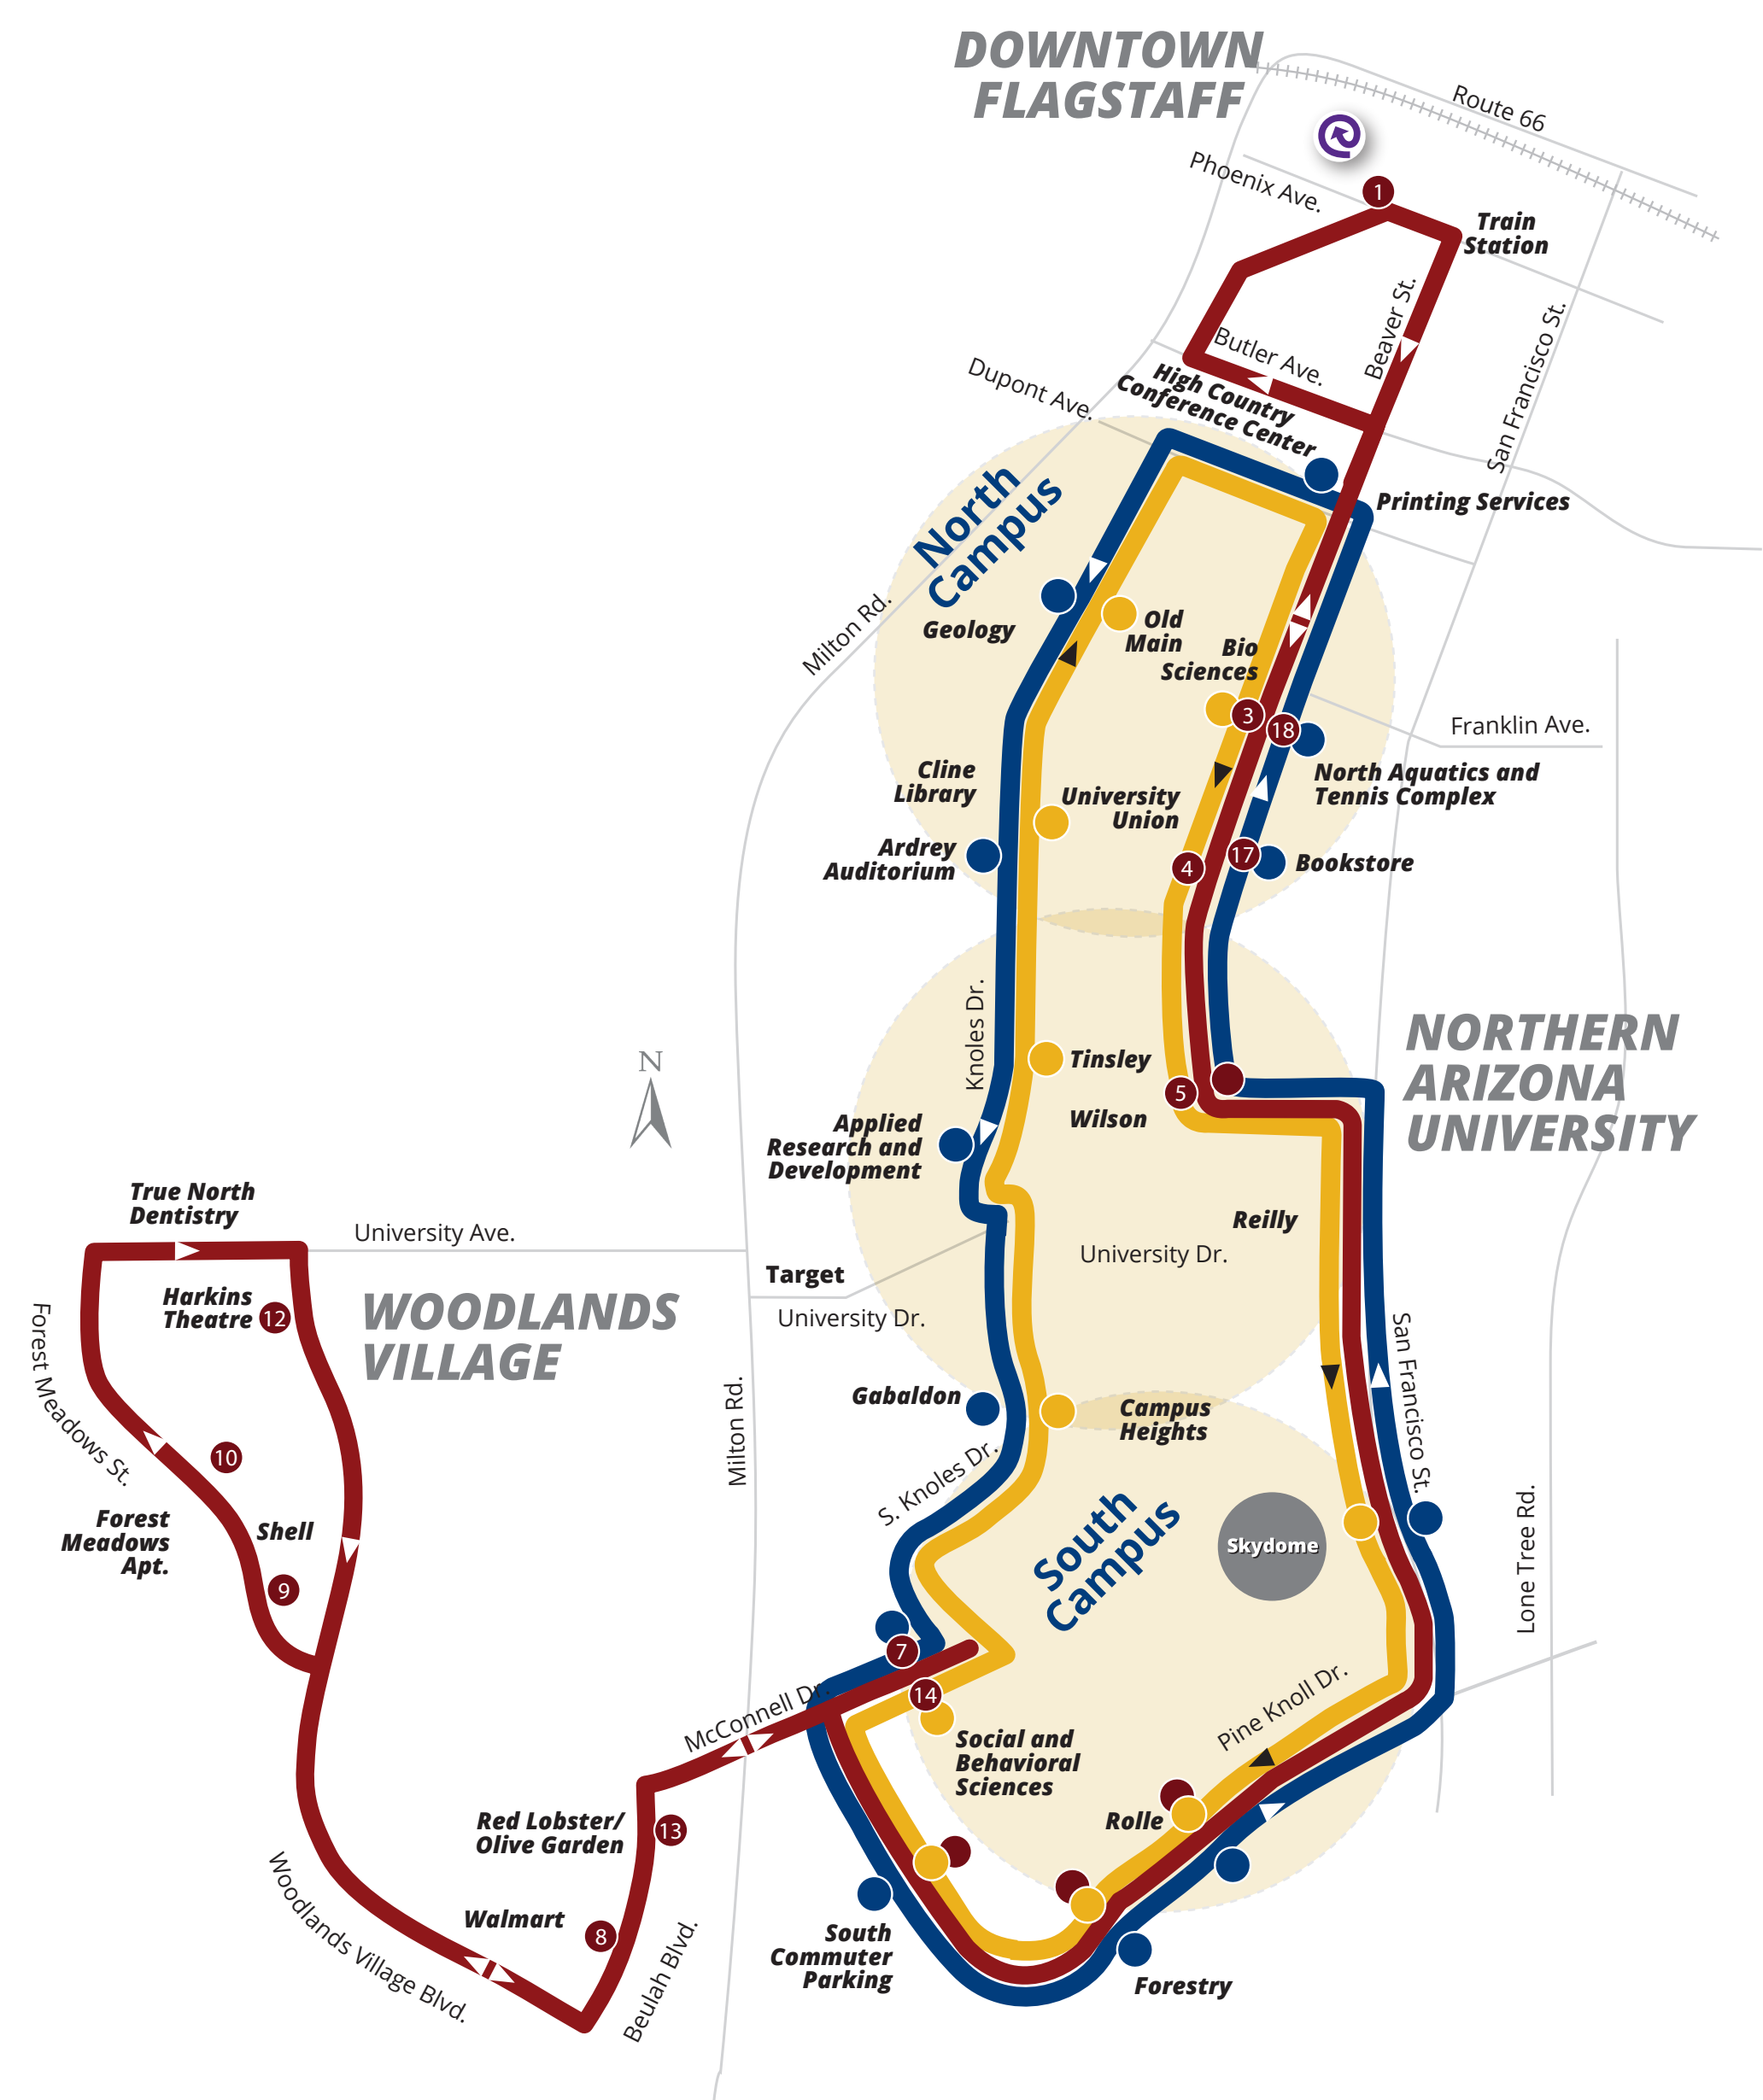 DOWNTOWN
FLAGSTAFF
Route 66
Phoenix Ave.
1
Train
Station
Beaver St.
San Francisco St.
Butler Ave.
High Country
Conference Center
Dupont Ave.
Printing Services
North
Campus
Geology
Milton Rd.
Old
Main
Bio
Sciences
3
18
Franklin Ave.
North Aquatics and
Tennis Complex
Cline
Library
University
Union
Ardrey
Auditorium
4
17
Bookstore
Knoles Dr.
NORTHERN
ARIZONA
UNIVERSITY
N
Tinsley
5
Wilson
Applied
Research and
Development
True North
Dentistry
University Ave.
Reilly
University Dr.
Target
University Dr.
Harkins
Theatre
12
WOODLANDS
VILLAGE
Forest Meadows St.
San Francisco St.
Gabaldon
Campus
Heights
Milton Rd.
S. Knoles Dr.
10
Forest
Meadows
Apt.
Shell
9
South
Campus
Skydome
Lone Tree Rd.
7
14
McConnell Dr.
Pine Knoll Dr.
Social and
Behavioral
Sciences
Red Lobster/
Olive Garden
13
Rolle
Woodlands Village Blvd.
Walmart
8
Beulah Blvd.
South
Commuter
Parking
Forestry